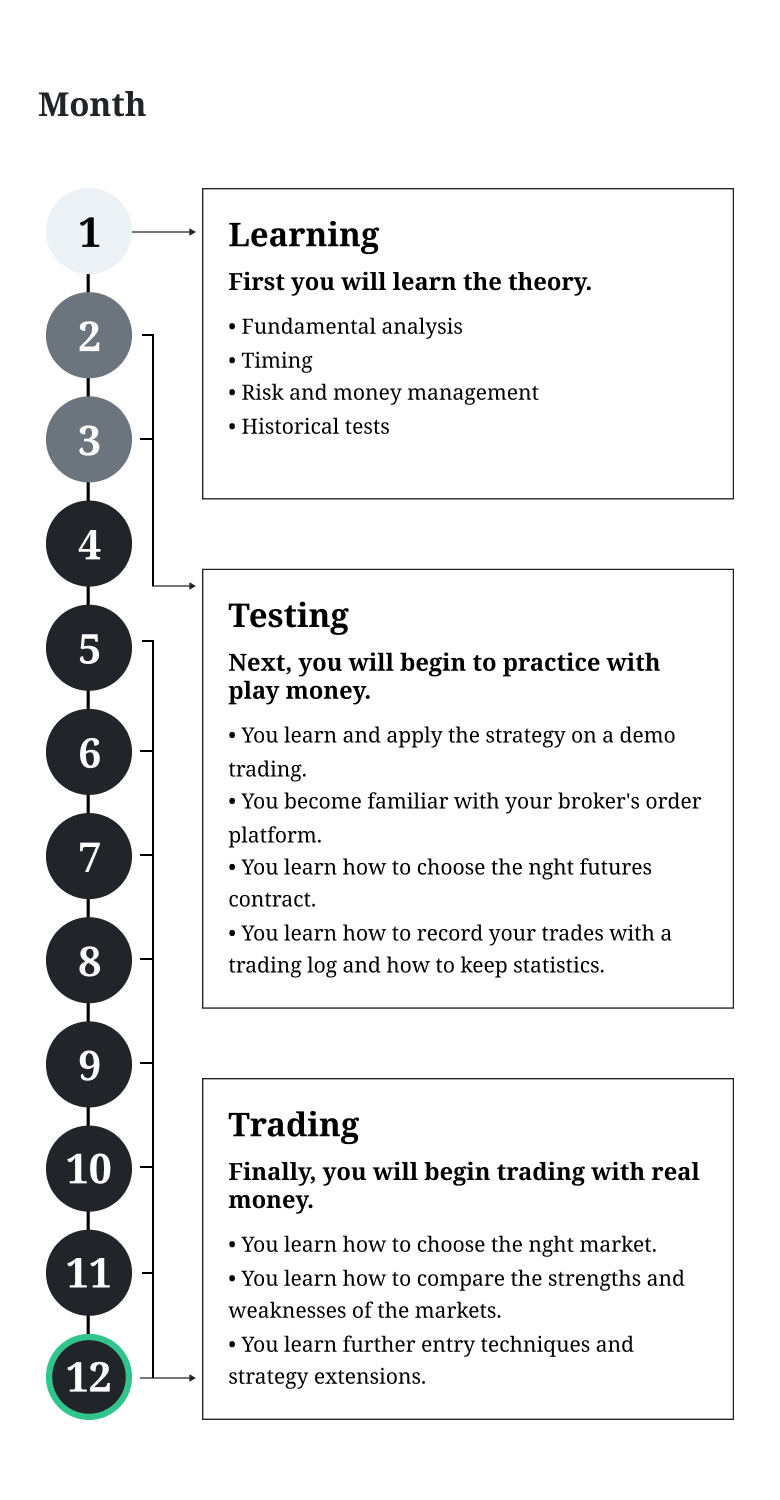 Month
1
Learning
First you will learn the theory.
• Fundamental analysis
• Timing
• Risk and money management
• Historical tests
2
3
4
Testing
Next, you will begin to practice with
play money.
• You learn and apply the strategy on a demo
trading.
• You become familiar with your broker's order
platform.
• You learn how to choose the nght futures
contract.
• You learn how to record your trades with a
trading log and how to keep statistics.
5
6
7
8
9
10
11
12
Trading
Finally, you will begin trading with real
money.
• You learn how to choose the nght market.
• You learn how to compare the strengths and
weaknesses of the markets.
• You learn further entry techniques and
strategy extensions.